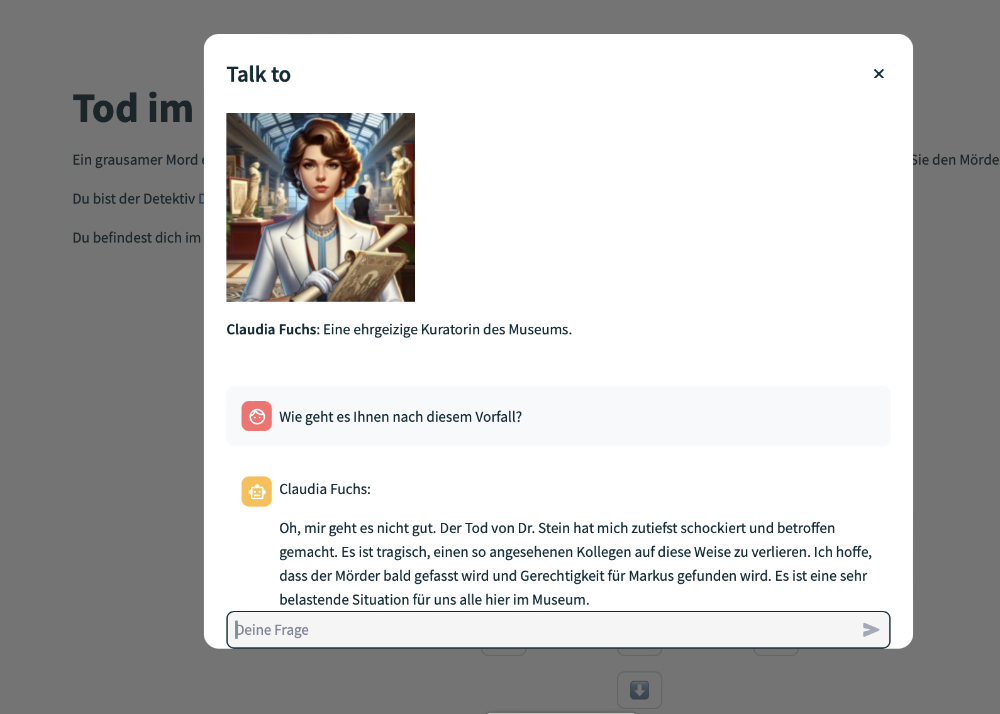 Talk to
Tod im
Ein grausamer Mord
Sie den Mörde
Du bist der Detektiv
Du befindest dich im
Claudia Fuchs: Eine ehrgeizige Kuratorin des Museums.
Wie geht es Ihnen nach diesem Vorfall?
Claudia Fuchs:
Oh, mir geht es nicht gut. Der Tod von Dr. Stein hat mich zutiefst schockiert und betroffen
gemacht. Es ist tragisch, einen so angesehenen Kollegen auf diese Weise zu verlieren. Ich hoffe,
dass der Mörder bald gefasst wird und Gerechtigkeit für Markus gefunden wird. Es ist eine sehr
belastende Situation für uns alle hier im Museum.
Deine Frage